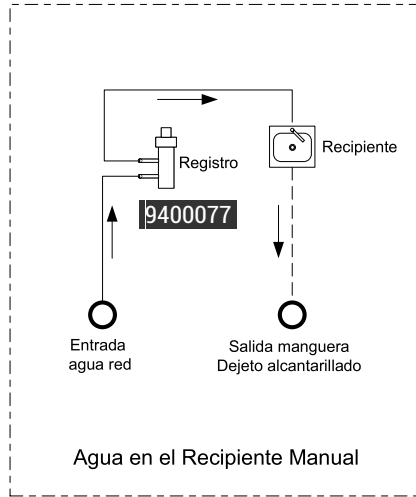 Registro
Recipiente
9400077
Entrada
agua red
Salida manguera
Dejeto alcantarillado
Agua en el Recipiente Manual